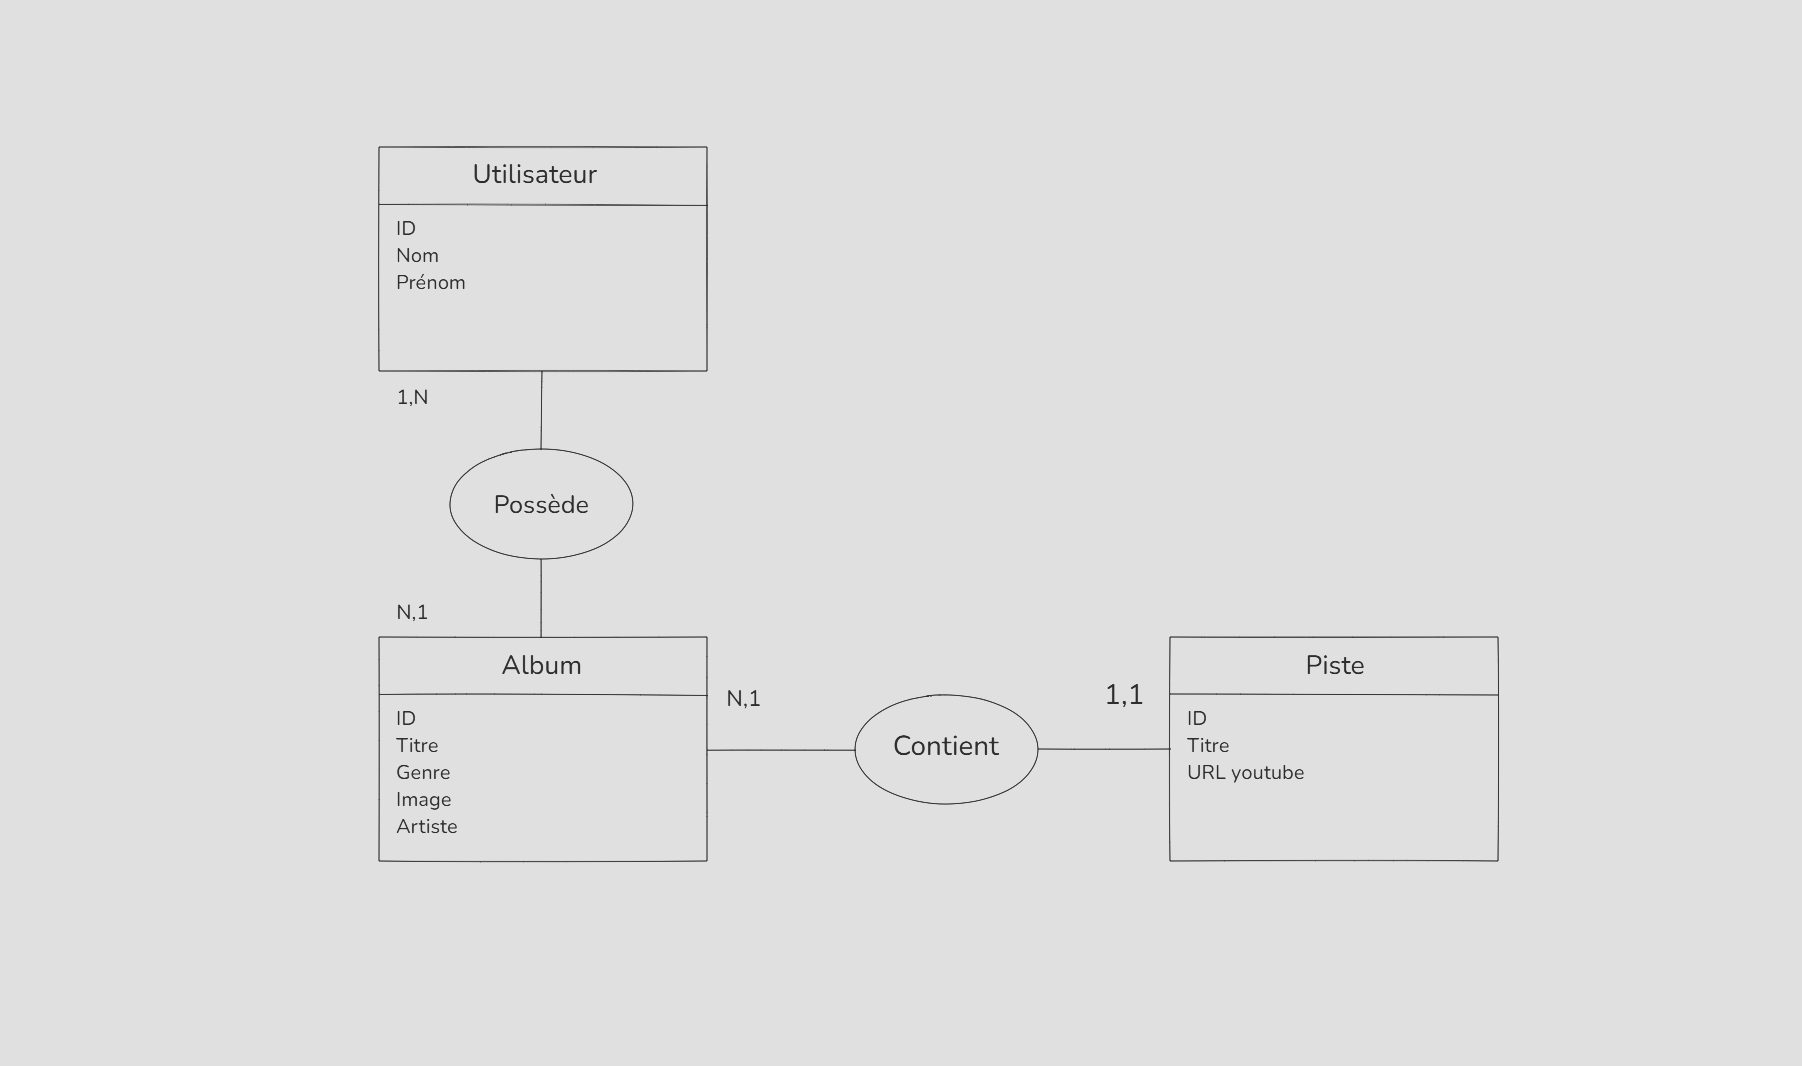 Utilisateur
ID
Nom
Prénom
1,N
Possède
N,1
Album
ID
Titre
Genre
Image
Artiste
N,1
Contient
1,1
Piste
ID
Titre
URL youtube